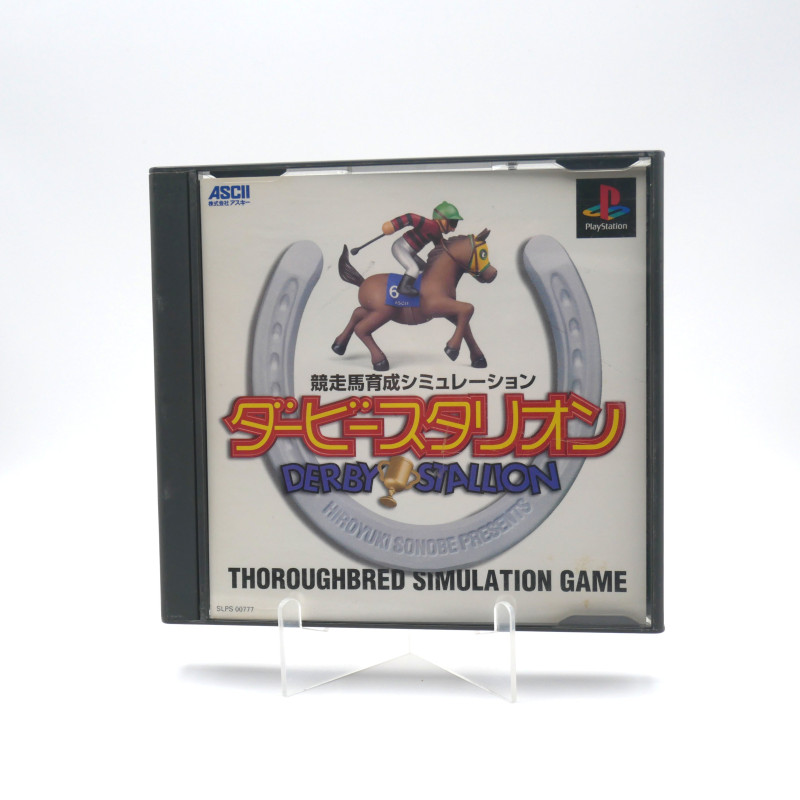 ASCII
株式会社アスキー
PlayStation
6
競走馬育成シミュレーション
ダービースタリオン
DERBY STALLION
HIROYUKI SONOBE PRESENTS
THOROUGHBRED SIMULATION GAME
SLPS 00777